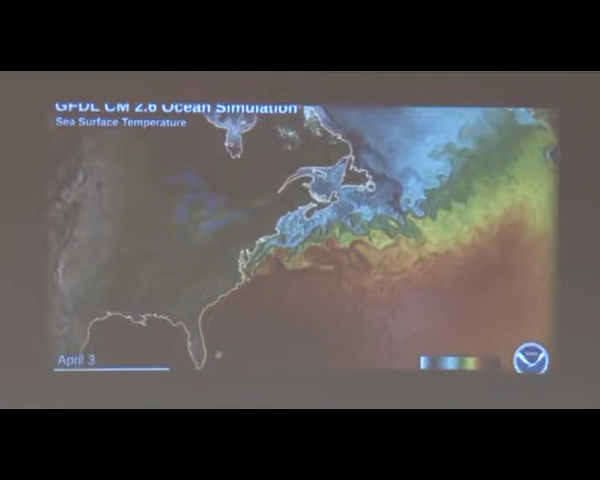 GFDL CM 2.6 Ocean Simulation
Sea Surface Temperature
April 3